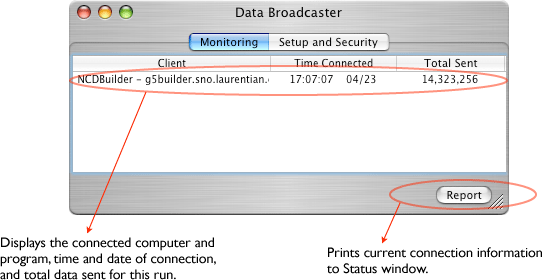 Data Broadcaster
Monitoring Setup and Security
Client Time Connected Total Sent
NCDBuilder – g5builder.sno.laurentian.c 17:07:07 04/23 14,323,256
Report
Displays the connected computer and
program, time and date of connection,
and total data sent for this run.
Prints current connection information
to Status window.